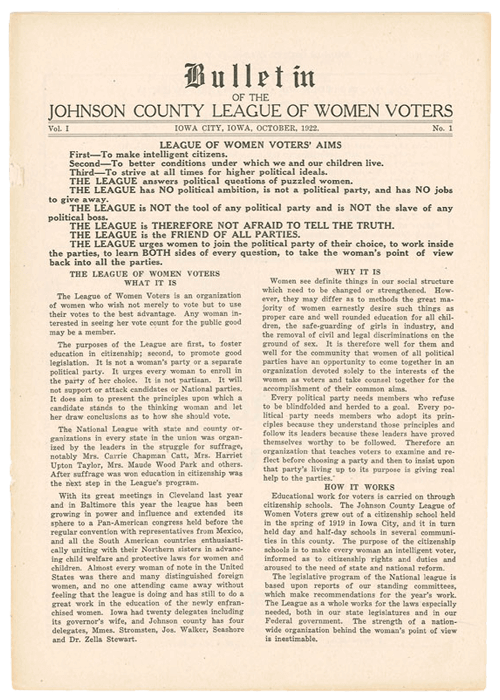 Bulletin
OF THE
JOHNSON COUNTY LEAGUE OF WOMEN VOTERS
Vol. I IOWA CITY, IOWA, OCTOBER, 1922. No. 1
LEAGUE OF WOMEN VOTERS' AIMS
First—To make intelligent citizens.
Second—To better conditions under which we and our children live.
Third—To strive at all times for higher political ideals.
THE LEAGUE answers political questions of puzzled women.
THE LEAGUE has NO political ambition, is not a political party, and has NO jobs
to give away.
THE LEAGUE is NOT the tool of any political party and is NOT the slave of any
political boss.
THE LEAGUE is THEREFORE NOT AFRAID TO TELL THE TRUTH.
THE LEAGUE is the FRIEND OF ALL PARTIES.
THE LEAGUE urges women to join the political party of their choice, to work inside
the parties, to learn BOTH sides of every question, to take the woman's point of view
back into all the parties.
THE LEAGUE OF WOMEN VOTERS
WHAT IT IS
The League of Women Voters is an organization
of women who wish not merely to vote but to use
their votes to the best advantage. Any woman in-
terested in seeing her vote count for the public good
may be a member.
The purposes of the League are first, to foster
education in citizenship; second, to promote good
legislation. It is not a woman's party or a separate
political party. It urges every woman to enroll in
the party of her choice. It is not partisan. It will
not support or attack candidates or National parties.
It does aim to present the principles upon which a
candidate stands to the thinking woman and let
her draw conclusions as to how she should vote.
The National League with state and county or-
ganizations in every state in the union was organ-
ized by the leaders in the struggle for suffrage,
notably Mrs. Carrie Chapman Catt, Mrs. Harriet
Upton Taylor, Mrs. Maude Wood Park and others.
After suffrage was won education in citizenship was
the next step in the League's program.
With its great meetings in Cleveland last year
and in Baltimore this year the league has been
growing in power and influence and extended its
sphere to a Pan-American congress held before the
regular convention with representatives from Mexico,
and all the South American countries enthusiasti-
cally uniting with their Northern sisters in advanc-
ing child welfare and protective laws for women and
children. Almost every woman of note in the United
States was there and many distinguished foreign
women, and no one attending came away without
feeling that the league is doing and has still to do a
great work in the education of the newly enfran-
chised women. Iowa had twenty delegates including
its governor's wife, and Johnson county has four
delegates, Mmes. Stromsten, Jos. Walker, Seashore
and Dr. Zella Stewart.
WHY IT IS
Women see definite things in our social structure
which need to be changed or strengthened. How-
ever, they may differ as to methods the great ma-
jority of women earnestly desire such things as
proper care and well rounded education for all chil-
dren, the safe-guarding of girls in industry, and
the removal of civil and legal discriminations on the
ground of sex. It is therefore well for them and
well for the community that women of all political
parties have an opportunity to come together in an
organization devoted solely to the interests of the
women as voters and take counsel together for the
accomplishment of their common aims.
Every political party needs members who refuse
to be blindfolded and herded to a goal. Every po-
litical party needs members who adopt its prin-
ciples because they understand those principles and
follow its leaders because these leaders have proved
themselves worthy to be followed. Therefore an
organization that teaches voters to examine and re-
flect before choosing a party and then to insist upon
that party's living up to its purpose is giving real
help to the parties.
HOW IT WORKS
Educational work for voters is carried on through
citizenship schools. The Johnson County League of
Women Voters grew out of a citizenship school held
in the spring of 1919 in Iowa City, and it in turn
held day and half-day schools in several communi-
ties in this county. The purpose of the citizenship
schools is to make every woman an intelligent voter,
informed as to citizenship rights and duties and
aroused to the need of state and national reform.
The legislative program of the National league is
based upon reports of our standing committees,
which make recommendations for the year's work.
The League as a whole works for the laws especially
needed, both in our state legislatures and in our
Federal government. The strength of a nation-
wide organization behind the woman's point of view
is inestimable.